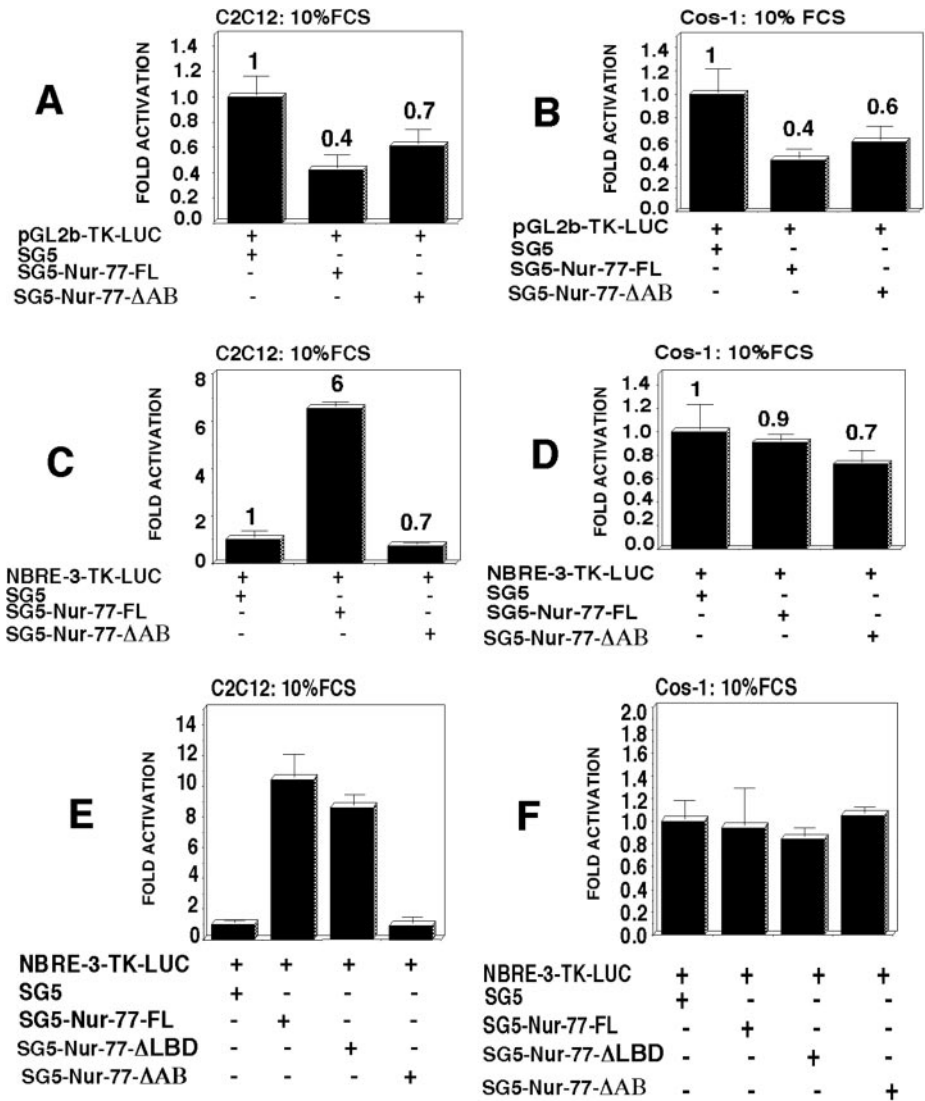 C2C12: 10%FCS
A
FOLD ACTIVATION
1.4
1.2
1.0
0.8
0.6
0.4
0.2
0.0
1
0.4
0.7
pGL2b-TK-LUC + + +
SG5 + - -
SG5-Nur-77-FL - + -
SG5-Nur-77-ΔAB - - +
Cos-1: 10% FCS
B
FOLD ACTIVATION
1.4
1.2
1.0
0.8
0.6
0.4
0.2
0.0
1
0.4
0.6
pGL2b-TK-LUC + + +
SG5 + - -
SG5-Nur-77-FL - + -
SG5-Nur-77-ΔAB - - +
C2C12: 10%FCS
C
FOLD ACTIVATION
8
6
4
2
0
1
6
0.7
NBRE-3-TK-LUC + + +
SG5 + - -
SG5-Nur-77-FL - + -
SG5-Nur-77-ΔAB - - +
Cos-1: 10%FCS
D
FOLD ACTIVATION
1.4
1.2
1.0
0.8
0.6
0.4
0.2
0.0
1
0.9
0.7
NBRE-3-TK-LUC + + +
SG5 + - -
SG5-Nur-77-FL - + -
SG5-Nur-77-ΔAB - - +
C2C12: 10%FCS
E
FOLD ACTIVATION
14
12
10
8
6
4
2
0
NBRE-3-TK-LUC + + + +
SG5 + - - -
SG5-Nur-77-FL - + - -
SG5-Nur-77-ΔLBD - - + -
SG5-Nur-77-ΔAB - - - +
Cos-1: 10%FCS
F
FOLD ACTIVATION
2.0
1.8
1.6
1.4
1.2
1.0
0.8
0.6
0.4
0.2
0.0
NBRE-3-TK-LUC + + + +
SG5 + - - -
SG5-Nur-77-FL - + - -
SG5-Nur-77-ΔLBD - - + -
SG5-Nur-77-ΔAB - - - +